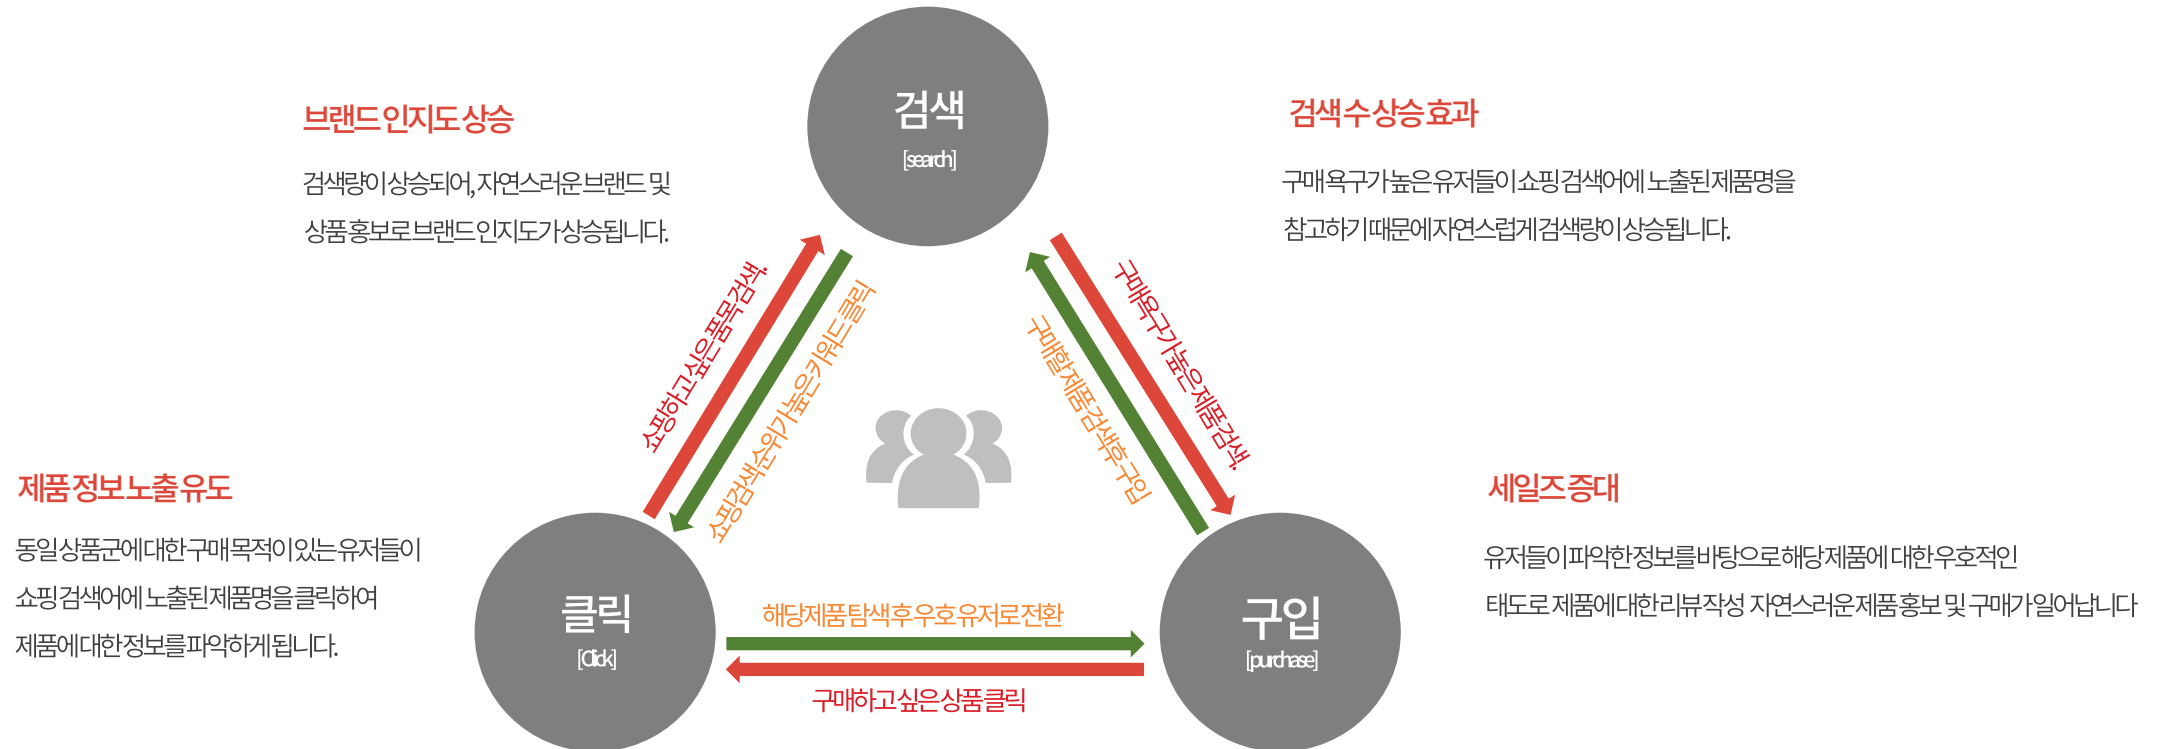 검색
[search]
브랜드 인지도 상승
검색량이 상승되어, 자연스러운 브랜드 및
상품 홍보로 브랜드 인지도가 상승됩니다.
검색 수 상승 효과
구매 욕구가 높은 유저들이 쇼핑 검색어에 노출된 제품명을
참고하기 때문에 자연스럽게 검색량이 상승됩니다.
쇼핑하고 싶은 품목 검색.
쇼핑검색 순위가 높은 키워드 클릭
구매할 제품 검색 후 구입
구매욕구가 높은 제품 검색.
제품 정보 노출 유도
동일 상품군에 대한 구매 목적이 있는 유저들이
쇼핑 검색어에 노출된 제품명을 클릭하여
제품에 대한 정보를 파악하게 됩니다.
세일즈 증대
유저들이 파악한 정보를 바탕으로 해당 제품에 대한 우호적인
태도로 제품에 대한 리뷰 작성 자연스러운 제품 홍보 및 구매가 일어납니다
클릭
[Click]
해당제품 탐색 후 우호 유저로 전환
구매하고 싶은 상품 클릭
구입
[purchase]